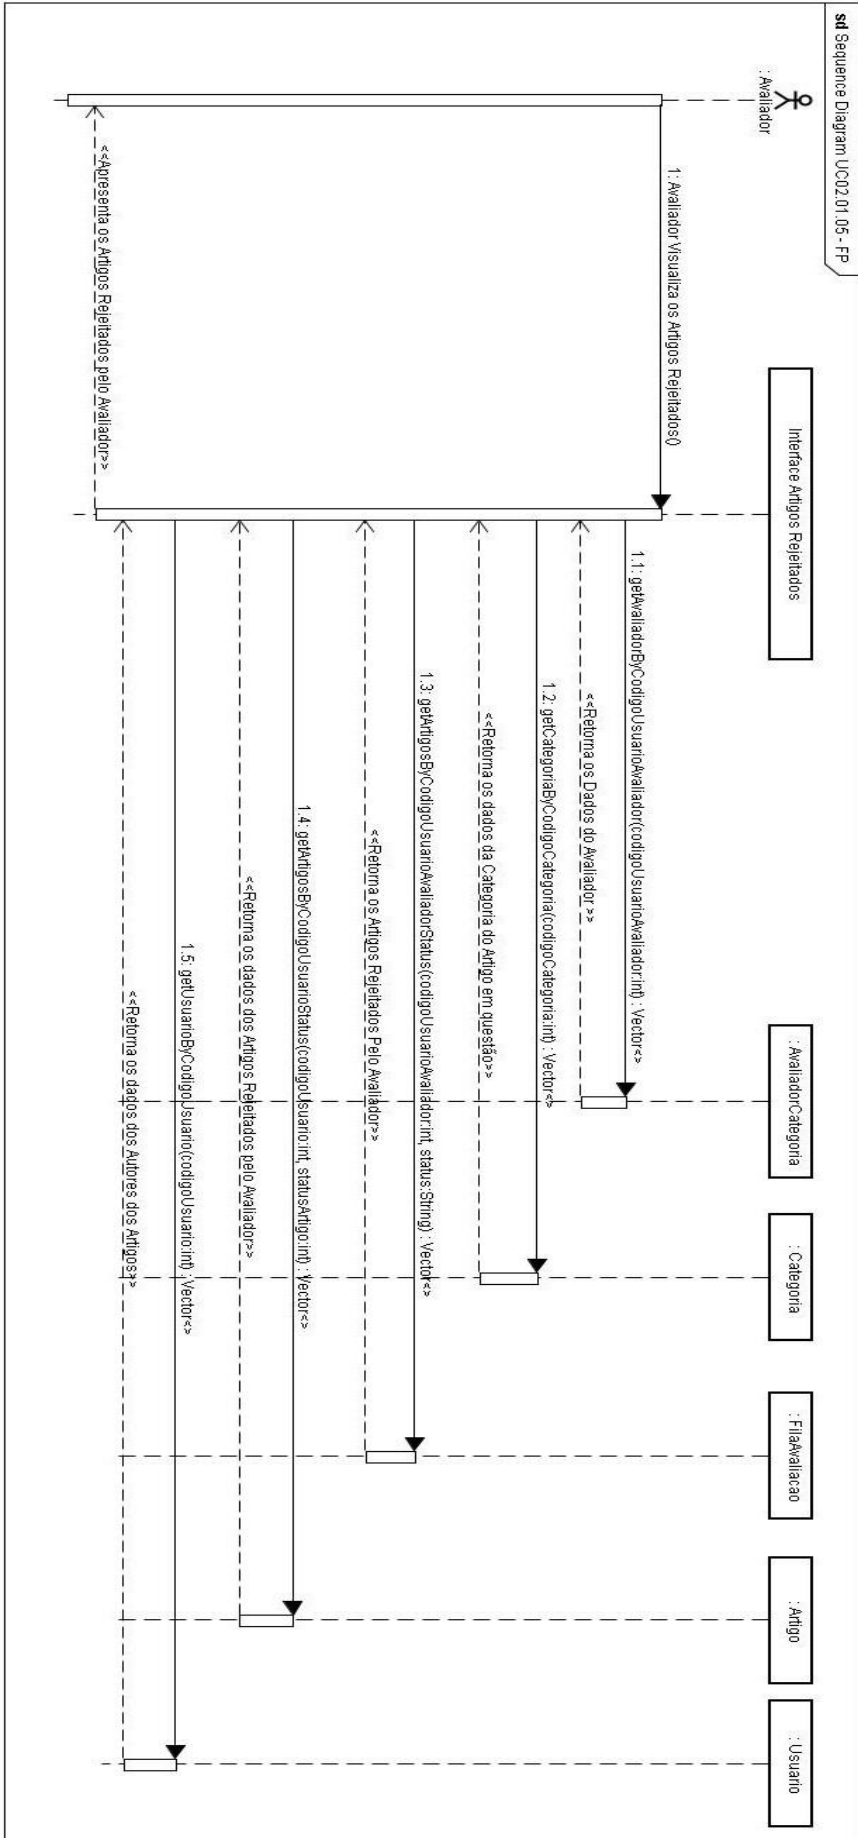 sd Sequence Diagram UC02.01.05 - FP
: Avaliador
Interface Artigos Rejeitados
: AvaliadorCategoria
: Categoria
: FilaAvaliacao
: Artigo
: Usuario
1: Avaliador Visualiza os Artigos Rejeitados()
1.1: getAvaliadorByCodigoUsuarioAvaliador(codigoUsuarioAvaliador:int) : Vector<>
<<Retorna os Dados do Avaliador >>
1.2: getCategoriaByCodigoCategoria(codigoCategoria:int) : Vector<>
<<Retorna os dados da Categoria do Artigo em questão>>
1.3: getArtigosByCodigoUsuarioAvaliadorStatus(codigoUsuarioAvaliador:int, status:String) : Vector<>
<<Retorna os Artigos Rejeitados Pelo Avaliador>>
1.4: getArtigosByCodigoUsuarioStatus(codigoUsuario:int, statusArtigo:int) : Vector<>
<<Retorna os dados dos Artigos Rejeitados pelo Avaliador>>
1.5: getUsuarioByCodigoUsuario(codigoUsuario:int) : Vector<>
<<Retorna os dados dos Autores dos Artigos>>
<<Apresenta os Artigos Rejeitados pelo Avaliador>>